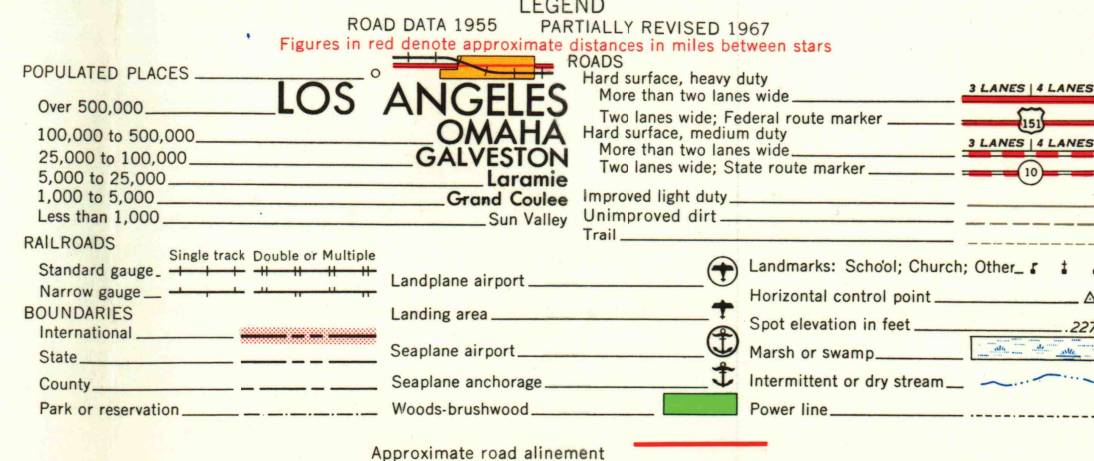 LEGEND
ROAD DATA 1955 PARTIALLY REVISED 1967
Figures in red denote approximate distances in miles between stars
POPULATED PLACES
Over 500,000 LOS ANGELES
100,000 to 500,000 OMAHA
25,000 to 100,000 GALVESTON
5,000 to 25,000 Laramie
1,000 to 5,000 Grand Coulee
Less than 1,000 Sun Valley
ROADS
Hard surface, heavy duty
More than two lanes wide 3 LANES | 4 LANES
Two lanes wide; Federal route marker 151
Hard surface, medium duty
More than two lanes wide 3 LANES | 4 LANES
Two lanes wide; State route marker 10
Improved light duty
Unimproved dirt
Trail
RAILROADS
Single track Double or Multiple
Standard gauge
Narrow gauge
BOUNDARIES
International
State
County
Park or reservation
Landplane airport
Landing area
Seaplane airport
Seaplane anchorage
Woods-brushwood
Landmarks: School; Church; Other
Horizontal control point
Spot elevation in feet .227
Marsh or swamp
Intermittent or dry stream
Power line
Approximate road alinement